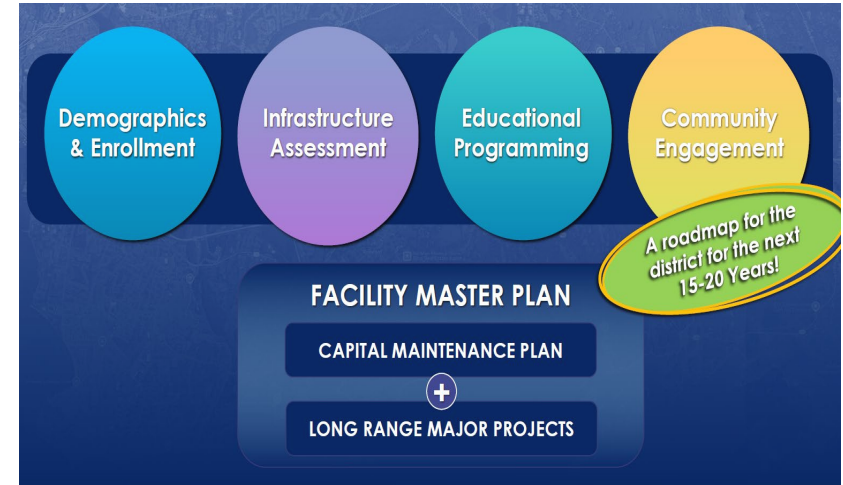 Demographics
& Enrollment
Infrastructure
Assessment
Educational
Programming
Community
Engagement
A roadmap for the
district for the next
15-20 Years!
FACILITY MASTER PLAN
CAPITAL MAINTENANCE PLAN
+
LONG RANGE MAJOR PROJECTS